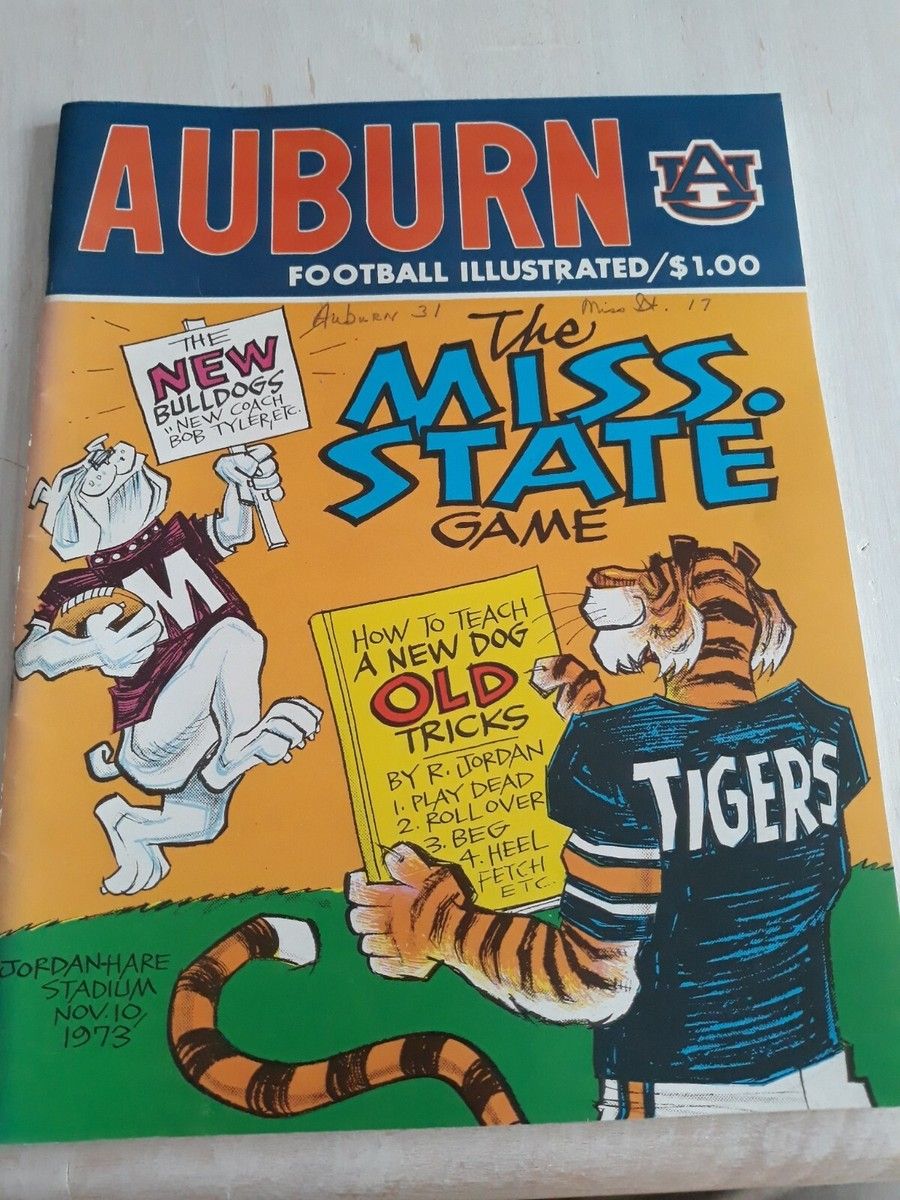 AUBURN
AU
FOOTBALL ILLUSTRATED/$1.00
Auburn 31 Miss St. 17
THE
NEW
BULLDOGS
"NEW COACH
BOB TYLER, ETC.
The
MISS.
STATE
GAME
M
HOW TO TEACH
A NEW DOG
OLD
TRICKS
BY R. JORDAN
1. PLAY DEAD
2. ROLL OVER
3. BEG
4. HEEL
FETCH
ETC.
TIGERS
JORDAN-HARE
STADIUM
NOV. 10,
1973